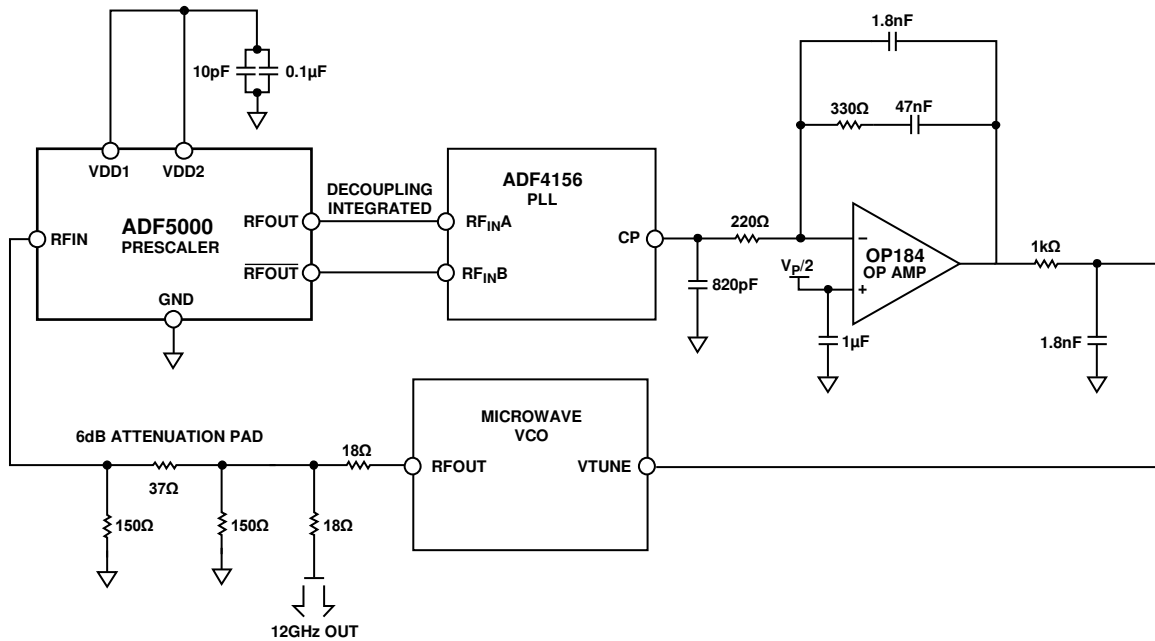 1.8nF
10pF
0.1µF
330Ω
47nF
VDD1
VDD2
ADF5000
PRESCALER
RFIN
RFOUT
RFOUT
GND
DECOUPLING
INTEGRATED
ADF4156
PLL
RFINA
RFINB
CP
220Ω
820pF
VP/2
1µF
–
+
OP184
OP AMP
1kΩ
1.8nF
6dB ATTENUATION PAD
37Ω
150Ω
150Ω
18Ω
18Ω
12GHz OUT
MICROWAVE
VCO
RFOUT
VTUNE